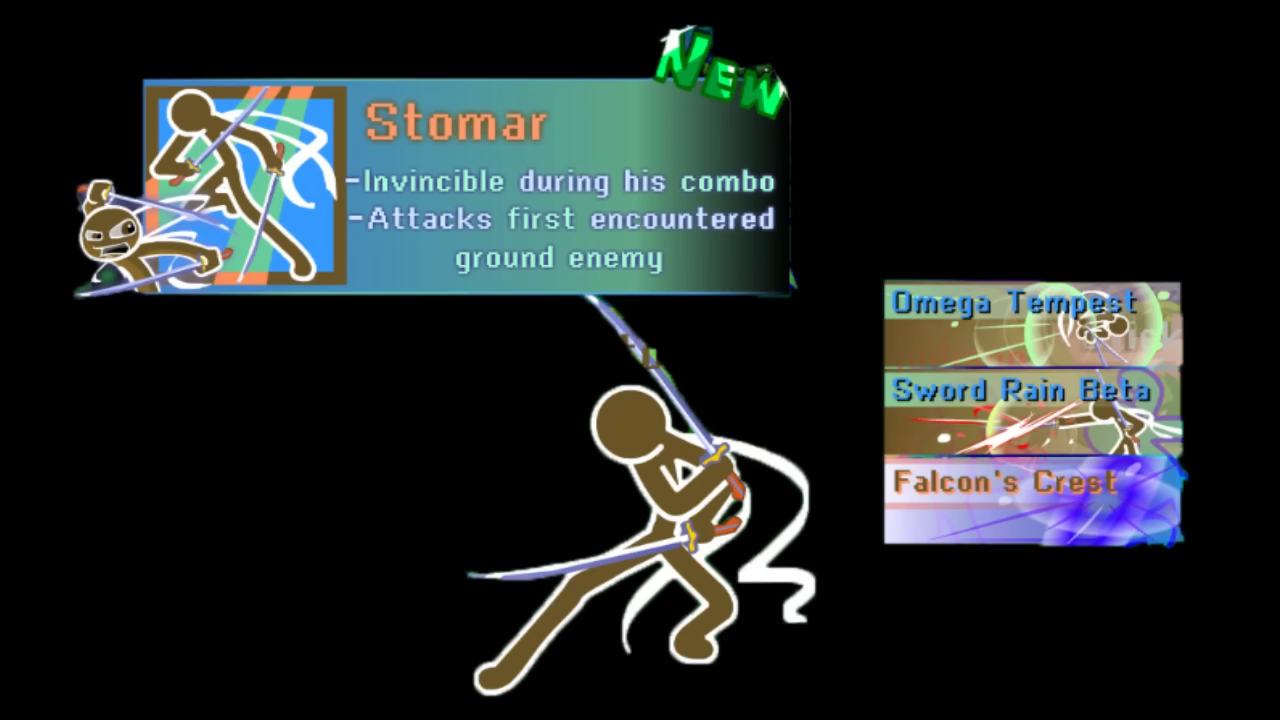 NEW
Stomar
-Invincible during his combo
-Attacks first encountered
ground enemy
Omega Tempest
Sword Rain Beta
Falcon's Crest